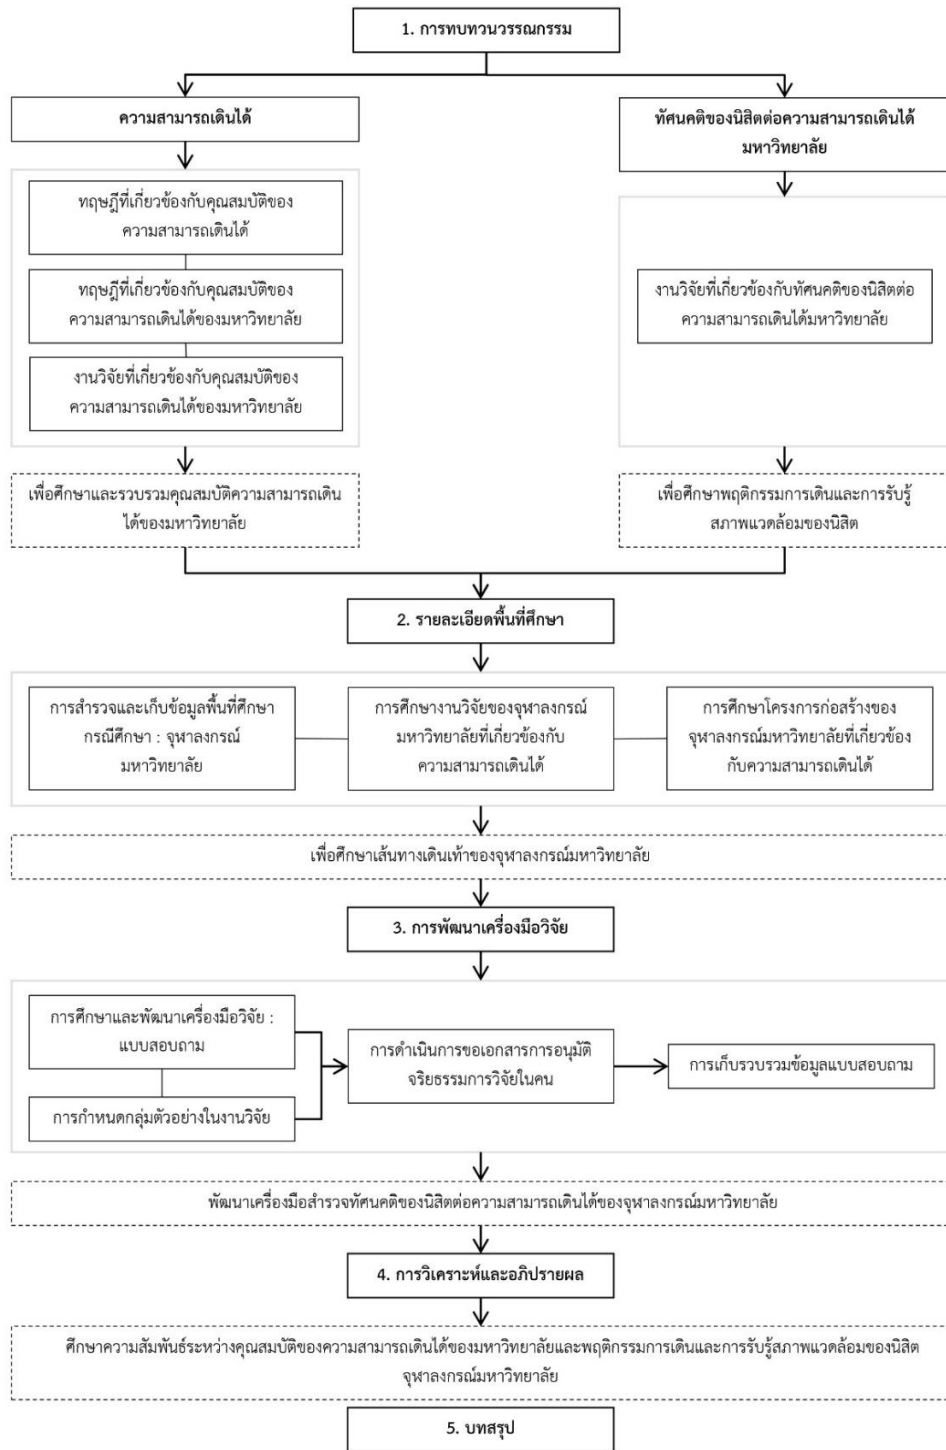 1. การทบทวนวรรณกรรม
ความสามารถเดินได้
ทัศนคติของนิสิตต่อความสามารถเดินได้
มหาวิทยาลัย
ทฤษฎีที่เกี่ยวข้องกับคุณสมบัติของ
ความสามารถเดินได้
ทฤษฎีที่เกี่ยวข้องกับคุณสมบัติของ
ความสามารถเดินได้ของมหาวิทยาลัย
งานวิจัยที่เกี่ยวข้องกับคุณสมบัติของ
ความสามารถเดินได้ของมหาวิทยาลัย
งานวิจัยที่เกี่ยวข้องกับทัศนคติของนิสิตต่อ
ความสามารถเดินได้มหาวิทยาลัย
เพื่อศึกษาและรวบรวมคุณสมบัติความสามารถเดิน
ได้ของมหาวิทยาลัย
เพื่อศึกษาพฤติกรรมการเดินและการรับรู้
สภาพแวดล้อมของนิสิต
2. รายละเอียดพื้นที่ศึกษา
การสำรวจและเก็บข้อมูลพื้นที่ศึกษา
กรณีศึกษา : จุฬาลงกรณ์
มหาวิทยาลัย
การศึกษางานวิจัยของจุฬาลงกรณ์
มหาวิทยาลัยที่เกี่ยวข้องกับ
ความสามารถเดินได้
การศึกษาโครงการก่อสร้างของ
จุฬาลงกรณ์มหาวิทยาลัยที่เกี่ยวข้อง
กับความสามารถเดินได้
เพื่อศึกษาเส้นทางเดินเท้าของจุฬาลงกรณ์มหาวิทยาลัย
3. การพัฒนาเครื่องมือวิจัย
การศึกษาและพัฒนาเครื่องมือวิจัย :
แบบสอบถาม
การกำหนดกลุ่มตัวอย่างในงานวิจัย
การดำเนินการขอเอกสารการอนุมัติ
จริยธรรมการวิจัยในคน
การเก็บรวบรวมข้อมูลแบบสอบถาม
พัฒนาเครื่องมือสำรวจทัศนคติของนิสิตต่อความสามารถเดินได้ของจุฬาลงกรณ์มหาวิทยาลัย
4. การวิเคราะห์และอภิปรายผล
ศึกษาความสัมพันธ์ระหว่างคุณสมบัติของความสามารถเดินได้ของมหาวิทยาลัยและพฤติกรรมการเดินและการรับรู้สภาพแวดล้อมของนิสิต
จุฬาลงกรณ์มหาวิทยาลัย
5. บทสรุป